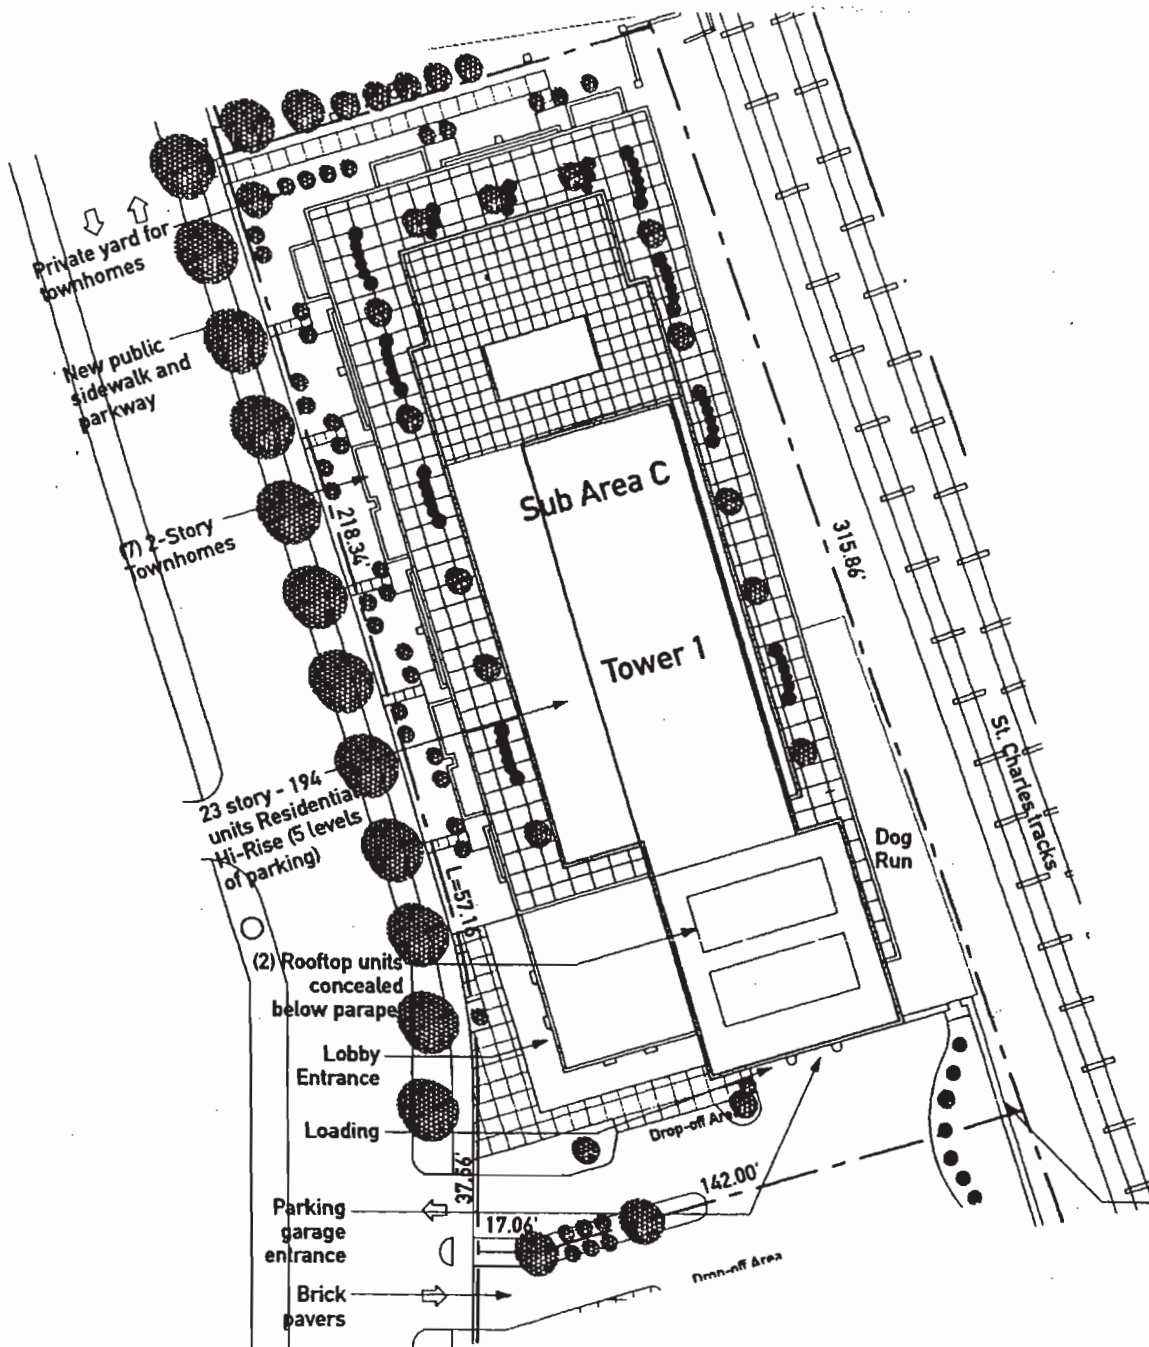 Private yard for
townhomes
New public
sidewalk and
parkway
Sub Area C
(7) 2-Story
Townhomes
218.34'
315.86'
Tower 1
St. Charles tracks
23 story - 194
units Residential
Hi-Rise (5 levels
of parking)
Dog
Run
L=57.16'
(2) Rooftop units
concealed
below parape
Lobby
Entrance
Loading
Drop-off Are
37.56'
142.00'
Parking
garage
entrance
17.06'
Drop-off Area
Brick
pavers